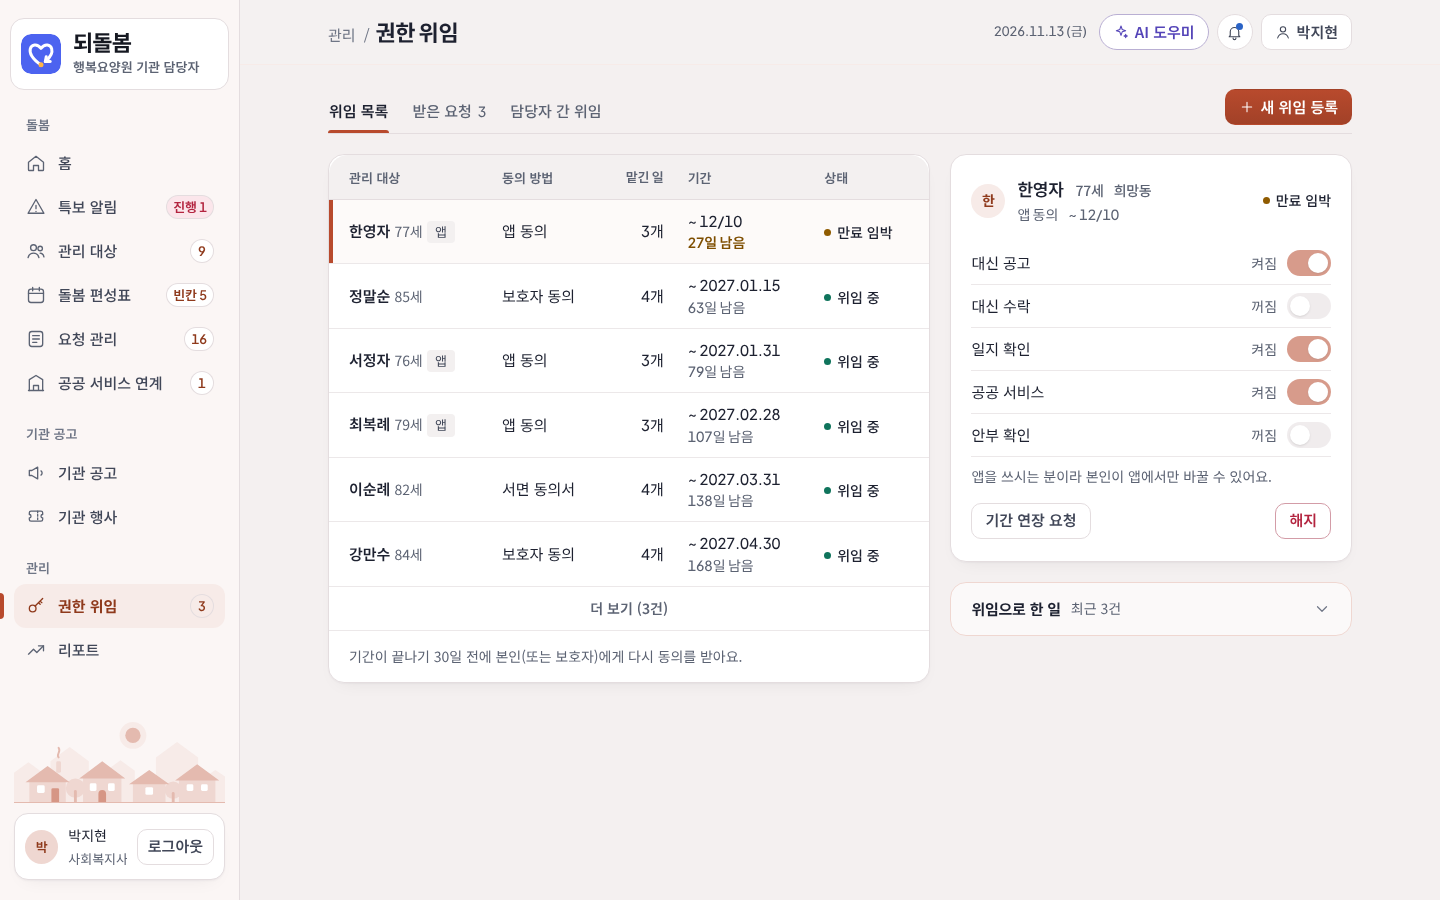 되돌봄
행복요양원 기관 담당자
돌봄
홈
특보 알림 진행 1
관리 대상 9
돌봄 편성표 빈칸 5
요청 관리 16
공공 서비스 연계 1
기관 공고
기관 공고
기관 행사
관리
권한 위임 3
리포트
박
박지현
사회복지사
로그아웃
관리 / 권한 위임
2026.11.13(금)
AI 도우미
박지현
위임 목록 받은 요청 3 담당자 간 위임
+ 새 위임 등록
관리 대상 동의 방법 맡긴 일 기간 상태
한영자 77세 앱 앱 동의 3개 ~ 12/10 만료 임박
27일 남음
정말순 85세 보호자 동의 4개 ~ 2027.01.15 위임 중
63일 남음
서정자 76세 앱 앱 동의 3개 ~ 2027.01.31 위임 중
79일 남음
최복례 79세 앱 앱 동의 3개 ~ 2027.02.28 위임 중
107일 남음
이순례 82세 서면 동의서 4개 ~ 2027.03.31 위임 중
138일 남음
강만수 84세 보호자 동의 4개 ~ 2027.04.30 위임 중
168일 남음
더 보기 (3건)
기간이 끝나기 30일 전에 본인(또는 보호자)에게 다시 동의를 받아요.
한
한영자 77세 희망동
앱 동의 ~ 12/10
만료 임박
대신 공고 켜짐
대신 수락 꺼짐
일지 확인 켜짐
공공 서비스 켜짐
안부 확인 꺼짐
앱을 쓰시는 분이라 본인이 앱에서만 바꿀 수 있어요.
기간 연장 요청 해지
위임으로 한 일 최근 3건